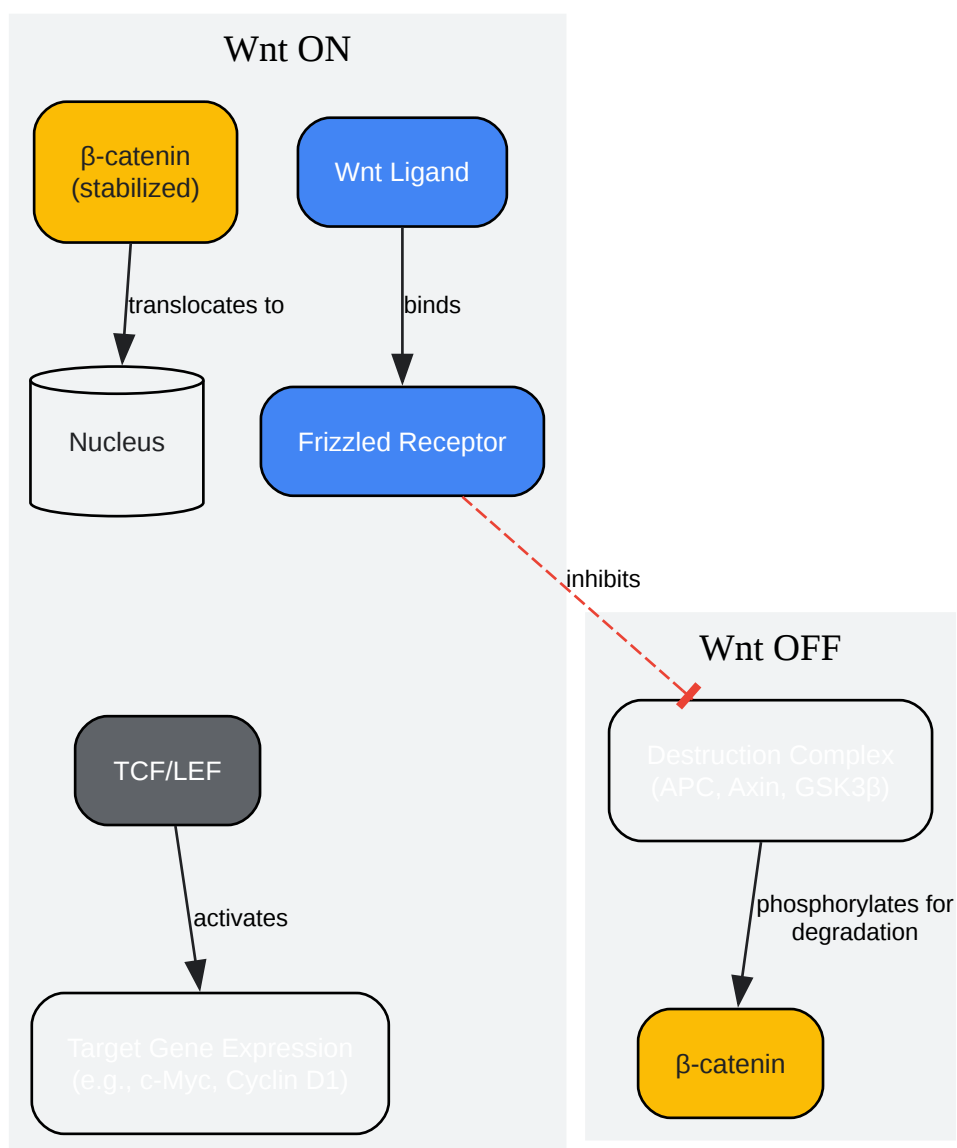 Wnt ON
β-catenin
(stabilized)
Wnt Ligand
translocates to
binds
Nucleus
Frizzled Receptor
inhibits
Wnt OFF
Destruction Complex
(APC, Axin, GSK3β)
TCF/LEF
activates
phosphorylates for
degradation
Target Gene Expression
(e.g., c-Myc, Cyclin D1)
β-catenin